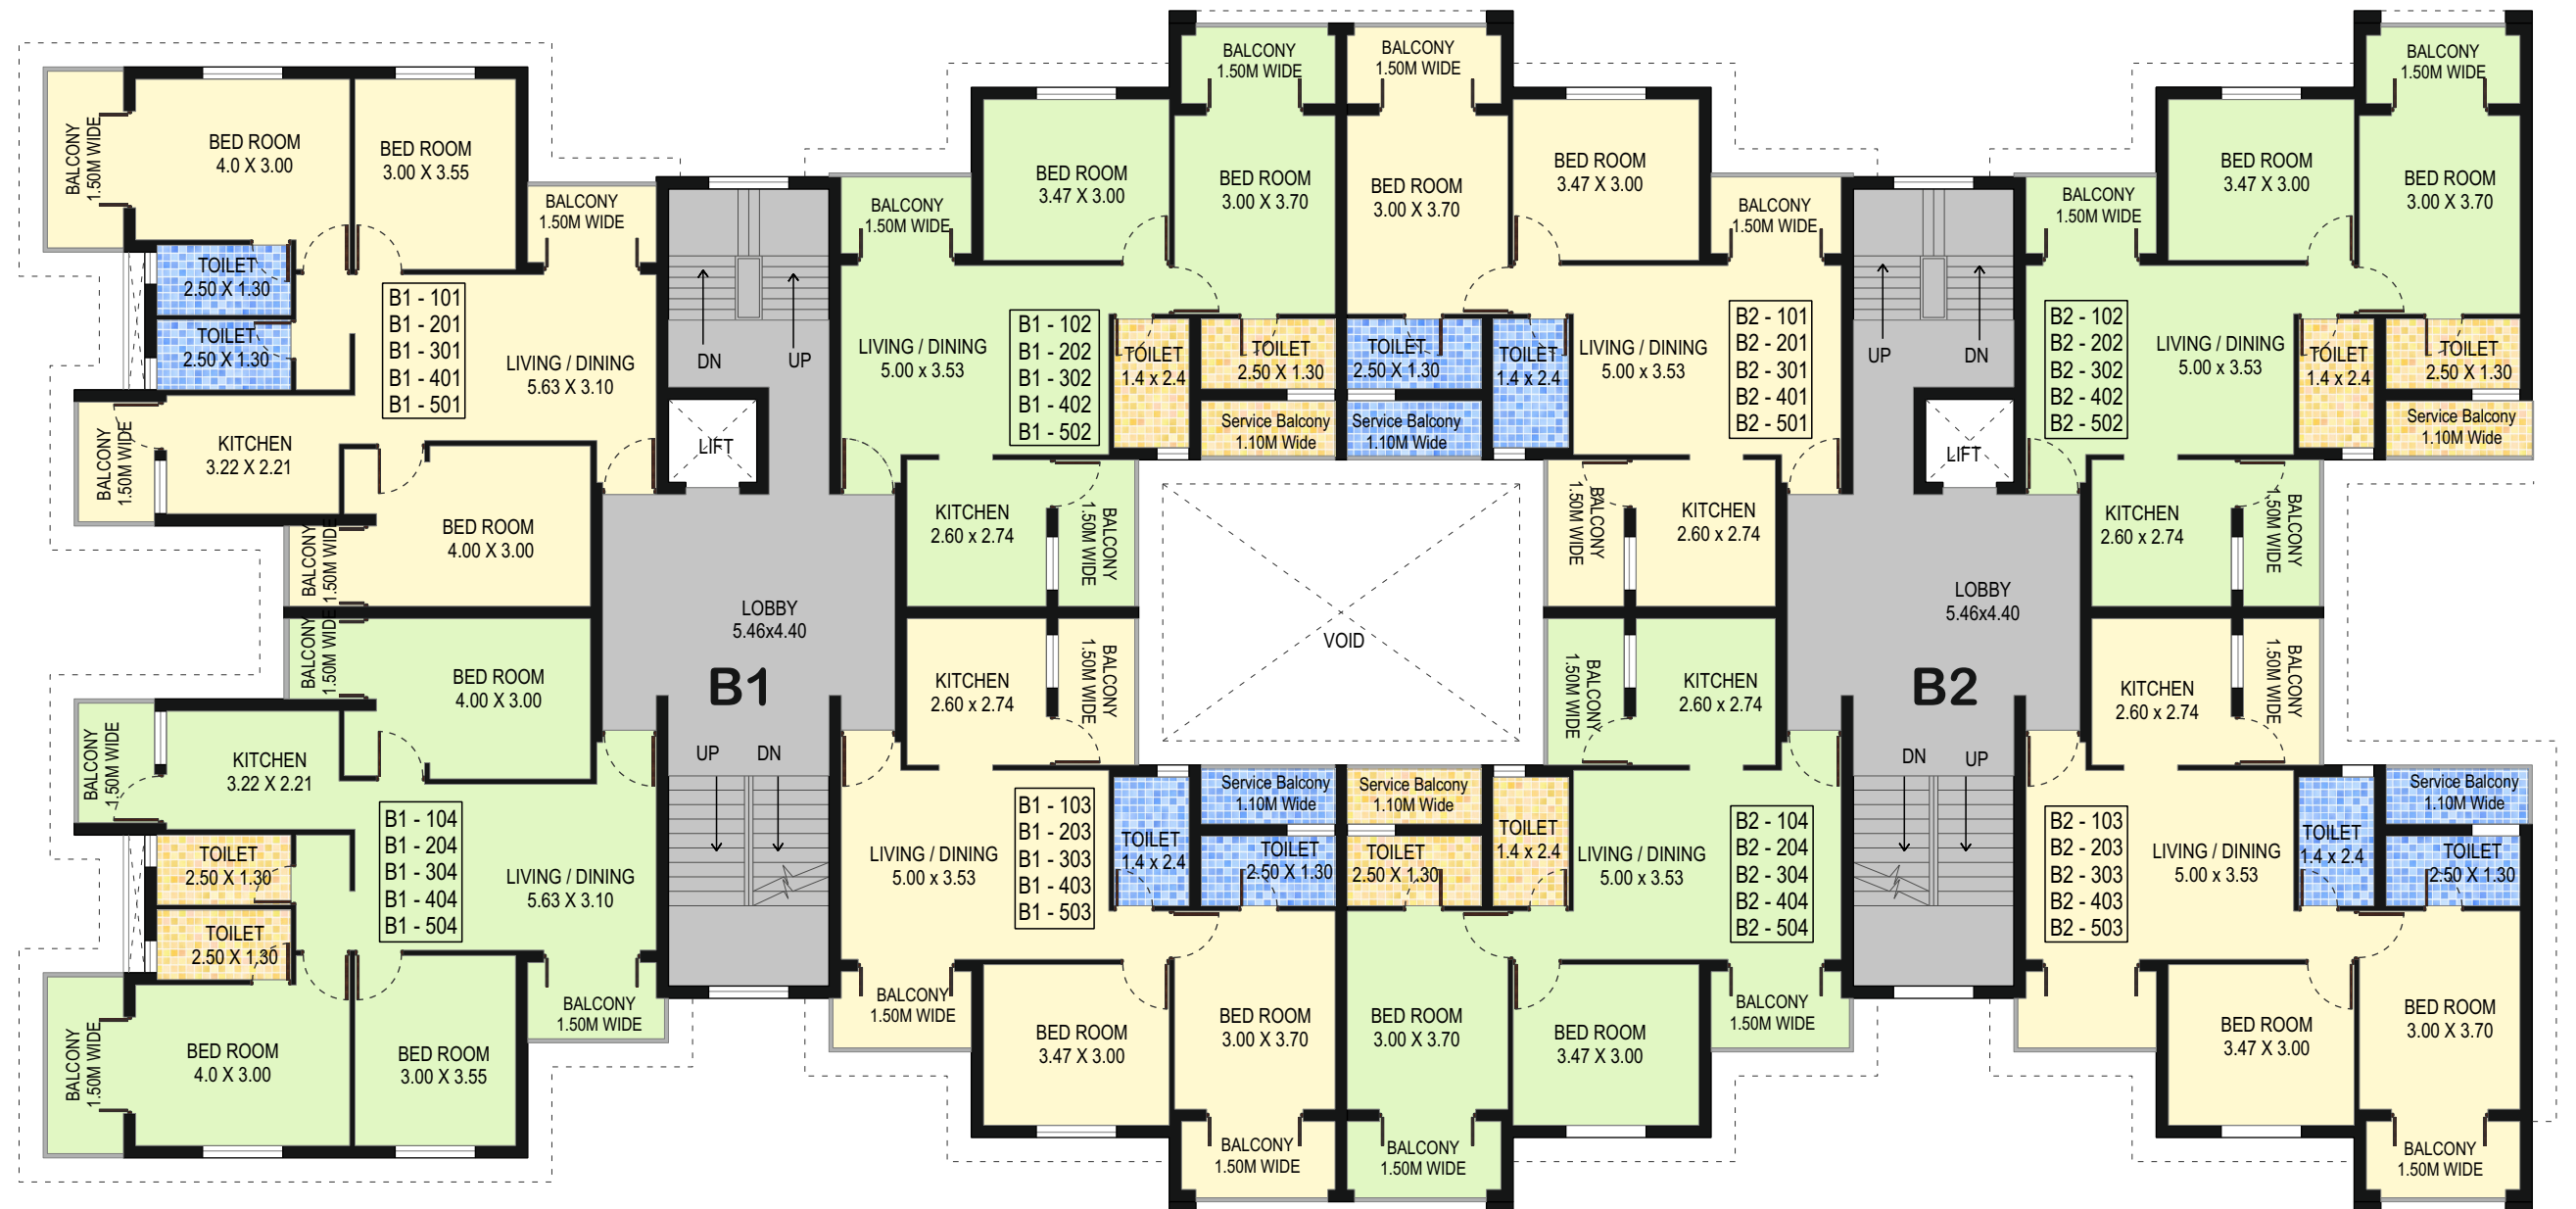 BALCONY
1.50M WIDE
BED ROOM
4.0 X 3.00
BED ROOM
3.00 X 3.55
BALCONY
1.50M WIDE
TOILET
2.50 X 1.30
TOILET
2.50 X 1.30
B1 - 101
B1 - 201
B1 - 301
B1 - 401
B1 - 501
LIVING / DINING
5.63 X 3.10
BALCONY
1.50M WIDE
KITCHEN
3.22 X 2.21
BALCONY
1.50M WIDE
BED ROOM
4.00 X 3.00
DN
UP
LIFT
BALCONY
1.50M WIDE
BED ROOM
3.47 X 3.00
BALCONY
1.50M WIDE
BED ROOM
3.00 X 3.70
LIVING / DINING
5.00 x 3.53
B1 - 102
B1 - 202
B1 - 302
B1 - 402
B1 - 502
TOILET
1.4 x 2.4
TOILET
2.50 X 1.30
Service Balcony
1.10M Wide
KITCHEN
2.60 x 2.74
BALCONY
1.50M WIDE
BALCONY
1.50M WIDE
BED ROOM
3.00 X 3.70
BED ROOM
3.47 X 3.00
BALCONY
1.50M WIDE
TOILET
2.50 X 1.30
Service Balcony
1.10M Wide
TOILET
1.4 x 2.4
LIVING / DINING
5.00 x 3.53
B2 - 101
B2 - 201
B2 - 301
B2 - 401
B2 - 501
BALCONY
1.50M WIDE
KITCHEN
2.60 x 2.74
UP
DN
LIFT
BALCONY
1.50M WIDE
BED ROOM
3.47 X 3.00
BALCONY
1.50M WIDE
BED ROOM
3.00 X 3.70
B2 - 102
B2 - 202
B2 - 302
B2 - 402
B2 - 502
LIVING / DINING
5.00 x 3.53
TOILET
1.4 x 2.4
TOILET
2.50 X 1.30
Service Balcony
1.10M Wide
KITCHEN
2.60 x 2.74
BALCONY
1.50M WIDE
LOBBY
5.46x4.40
B1
VOID
LOBBY
5.46x4.40
B2
BALCONY
1.50M WIDE
BED ROOM
4.00 X 3.00
BALCONY
1.50M WIDE
KITCHEN
3.22 X 2.21
TOILET
2.50 X 1.30
TOILET
2.50 X 1.30
B1 - 104
B1 - 204
B1 - 304
B1 - 404
B1 - 504
LIVING / DINING
5.63 X 3.10
BALCONY
1.50M WIDE
BALCONY
1.50M WIDE
BED ROOM
4.0 X 3.00
BED ROOM
3.00 X 3.55
UP
DN
KITCHEN
2.60 x 2.74
BALCONY
1.50M WIDE
LIVING / DINING
5.00 x 3.53
B1 - 103
B1 - 203
B1 - 303
B1 - 403
B1 - 503
TOILET
1.4 x 2.4
Service Balcony
1.10M Wide
TOILET
2.50 X 1.30
BALCONY
1.50M WIDE
BED ROOM
3.47 X 3.00
BED ROOM
3.00 X 3.70
BALCONY
1.50M WIDE
BALCONY
1.50M WIDE
KITCHEN
2.60 x 2.74
Service Balcony
1.10M Wide
TOILET
2.50 X 1.30
TOILET
1.4 x 2.4
LIVING / DINING
5.00 x 3.53
B2 - 104
B2 - 204
B2 - 304
B2 - 404
B2 - 504
BED ROOM
3.00 X 3.70
BED ROOM
3.47 X 3.00
BALCONY
1.50M WIDE
BALCONY
1.50M WIDE
DN
UP
KITCHEN
2.60 x 2.74
BALCONY
1.50M WIDE
B2 - 103
B2 - 203
B2 - 303
B2 - 403
B2 - 503
LIVING / DINING
5.00 x 3.53
TOILET
1.4 x 2.4
Service Balcony
1.10M Wide
TOILET
2.50 X 1.30
BED ROOM
3.47 X 3.00
BED ROOM
3.00 X 3.70
BALCONY
1.50M WIDE